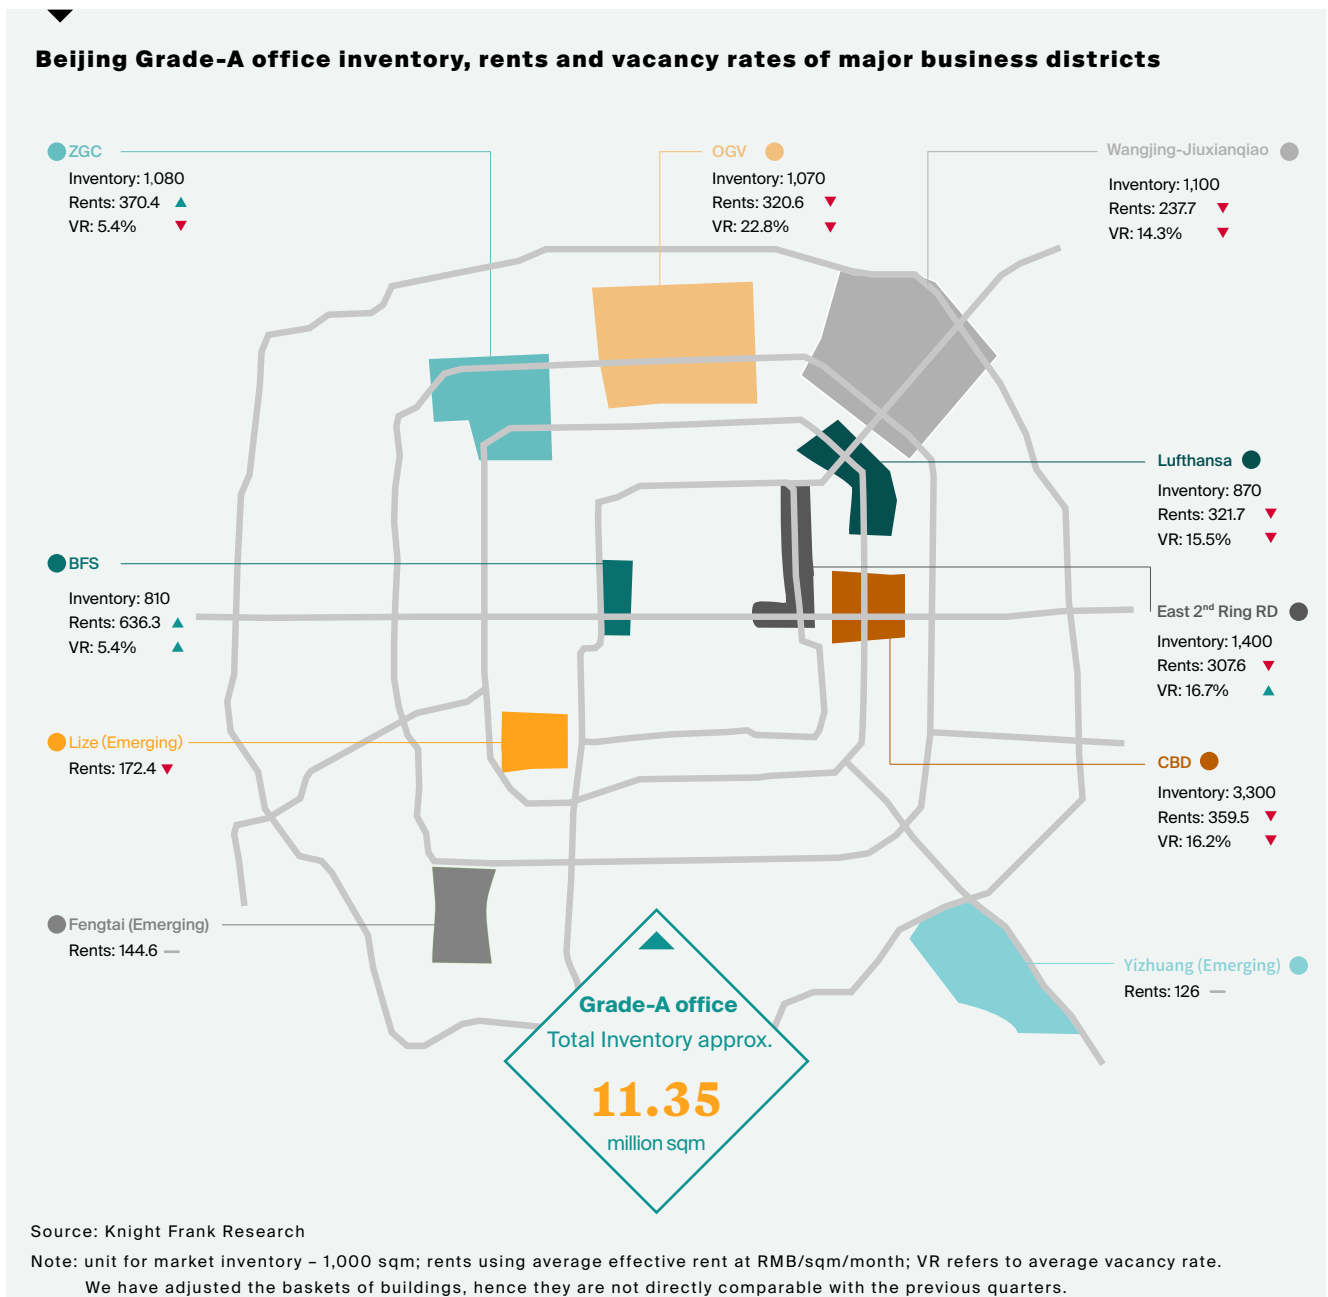 Beijing Grade-A office inventory, rents and vacancy rates of major business districts
ZGC
Inventory: 1,080
Rents: 370.4 ▲
VR: 5.4% ▼
OGV
Inventory: 1,070
Rents: 320.6 ▼
VR: 22.8% ▼
Wangjing-Jiuxianqiao
Inventory: 1,100
Rents: 237.7 ▼
VR: 14.3% ▼
Lufthansa
Inventory: 870
Rents: 321.7 ▼
VR: 15.5% ▼
BFS
Inventory: 810
Rents: 636.3 ▲
VR: 5.4% ▲
East 2nd Ring RD
Inventory: 1,400
Rents: 307.6 ▼
VR: 16.7% ▲
Lize (Emerging)
Rents: 172.4 ▼
CBD
Inventory: 3,300
Rents: 359.5 ▼
VR: 16.2% ▼
Fengtai (Emerging)
Rents: 144.6 —
Yizhuang (Emerging)
Rents: 126 —
Grade-A office
Total Inventory approx.
11.35
million sqm
Source: Knight Frank Research
Note: unit for market inventory – 1,000 sqm; rents using average effective rent at RMB/sqm/month; VR refers to average vacancy rate.
We have adjusted the baskets of buildings, hence they are not directly comparable with the previous quarters.